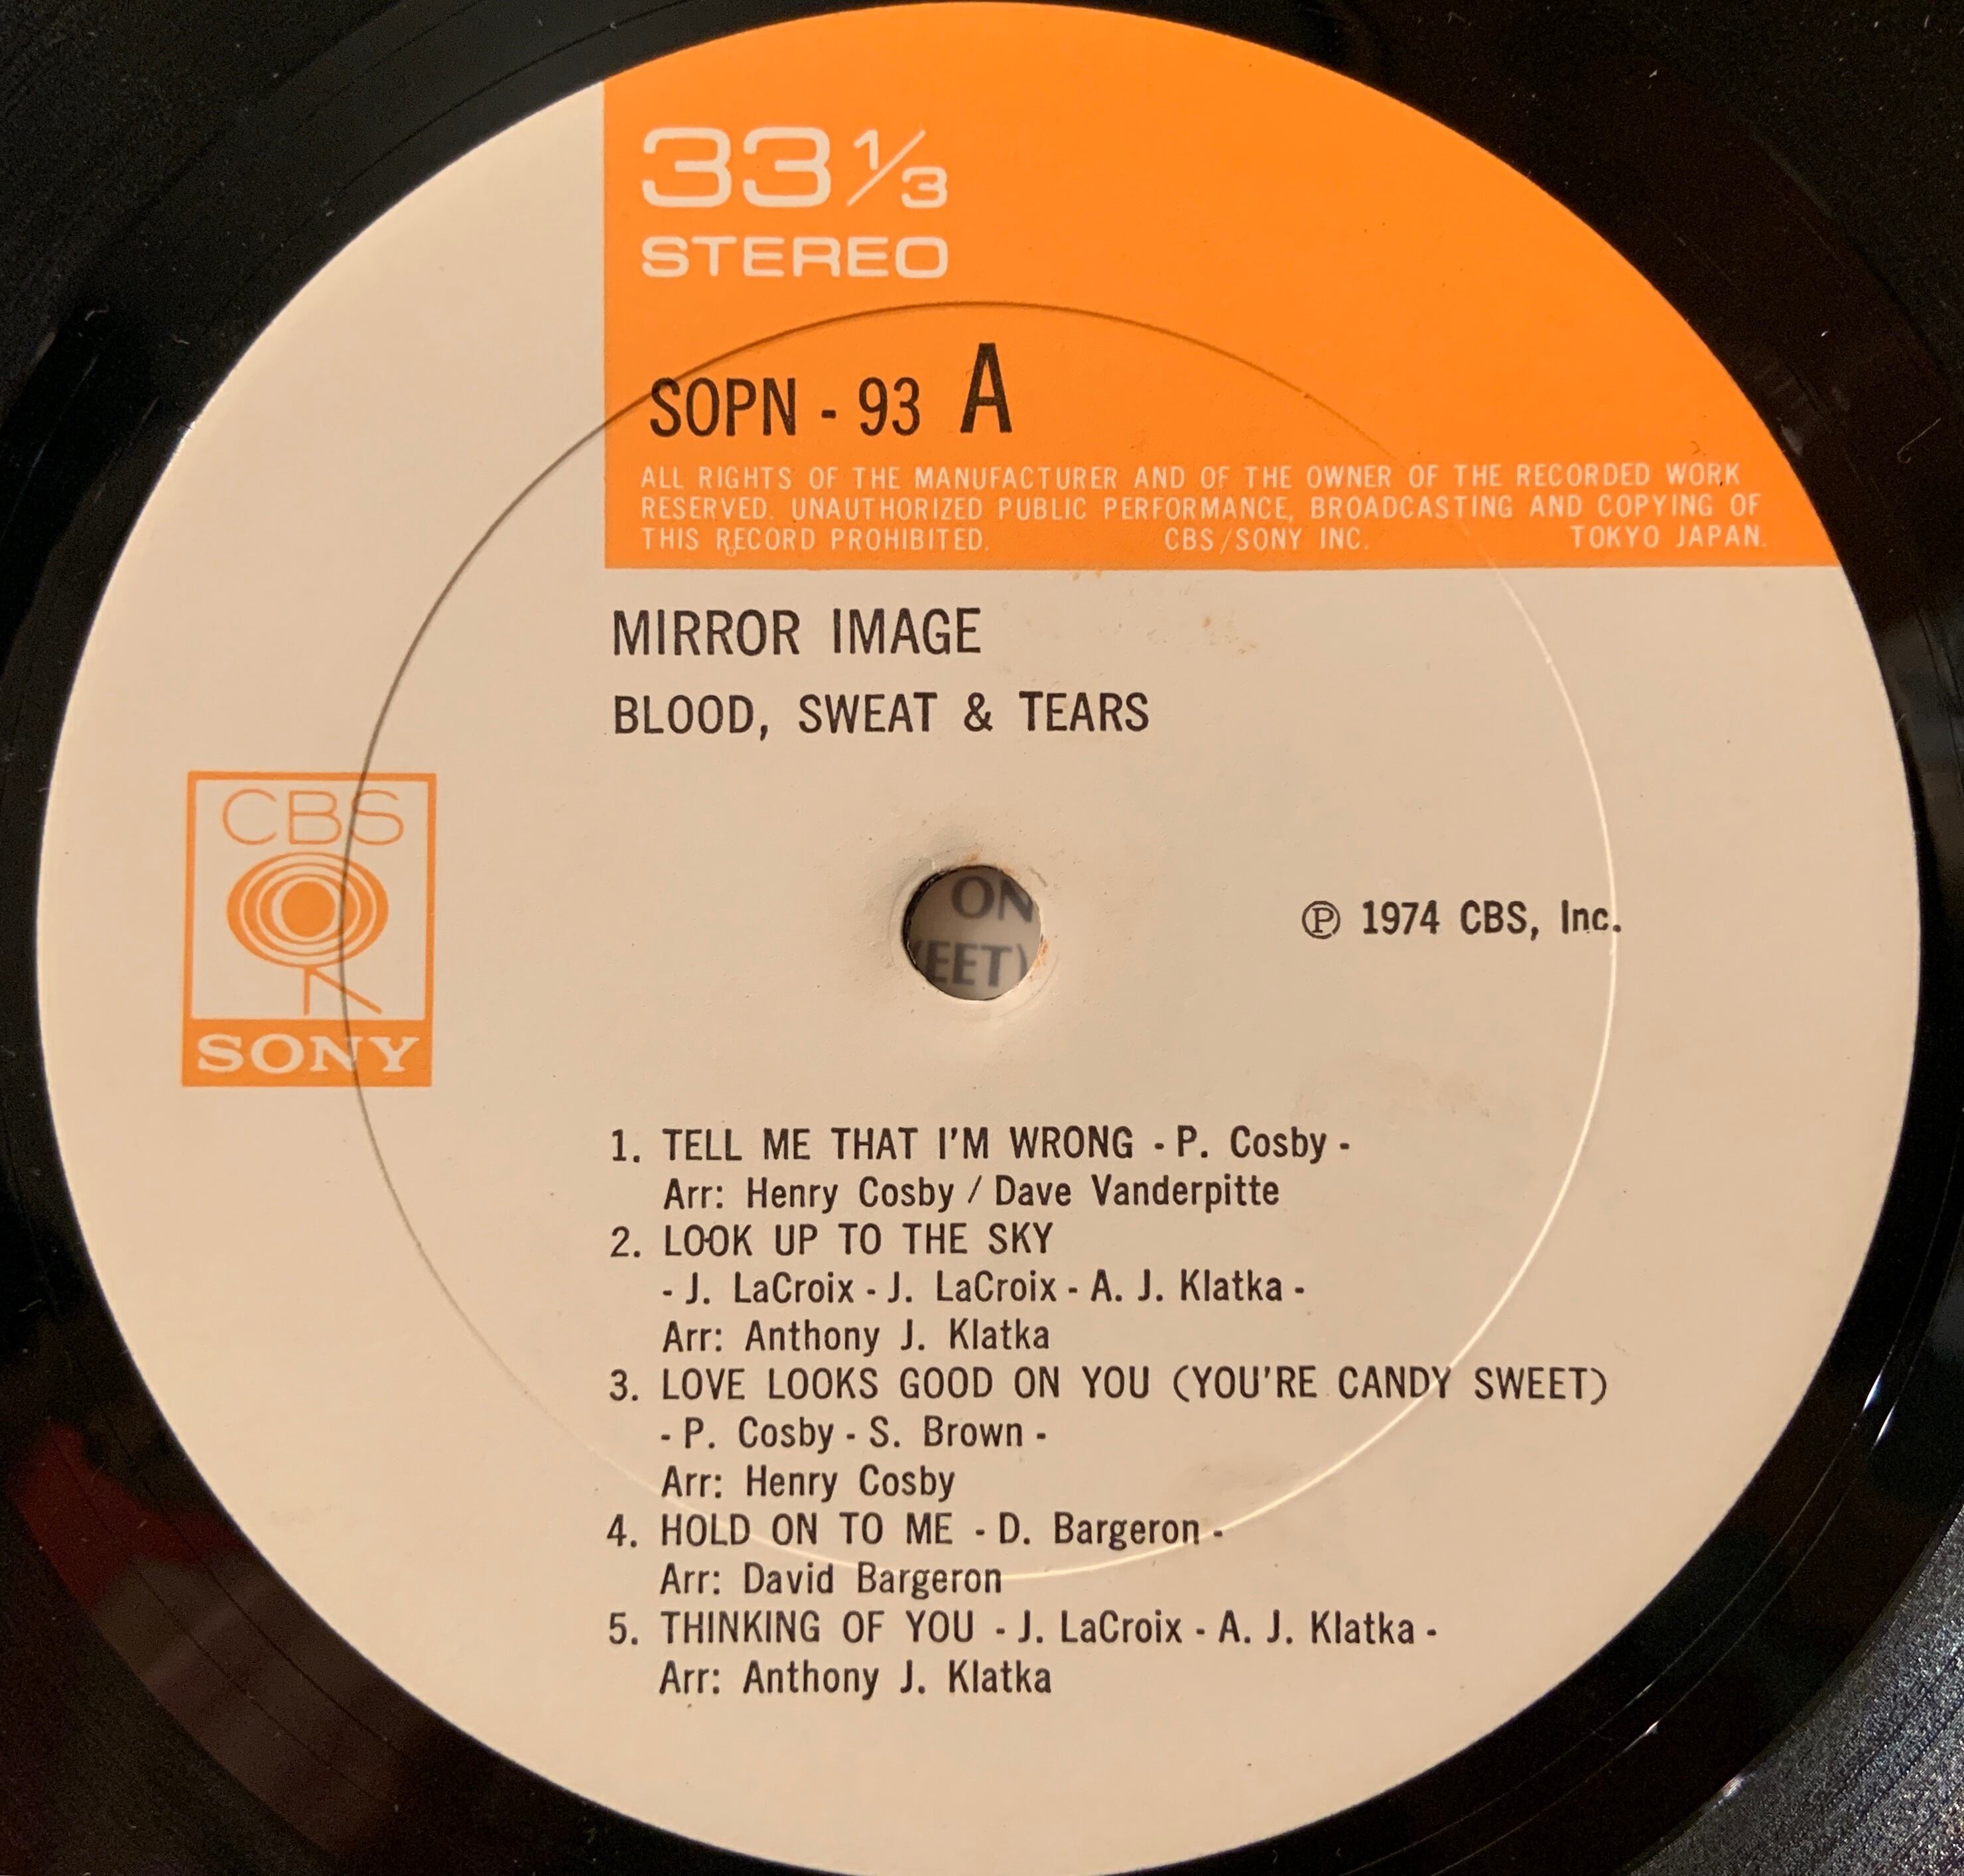 33 1/3
STEREO
SOPN - 93 A
ALL RIGHTS OF THE MANUFACTURER AND OF THE OWNER OF THE RECORDED WORK
RESERVED. UNAUTHORIZED PUBLIC PERFORMANCE, BROADCASTING AND COPYING OF
THIS RECORD PROHIBITED. CBS/SONY INC. TOKYO JAPAN.
MIRROR IMAGE
BLOOD, SWEAT & TEARS
CBS
SONY
ON
EET)
℗ 1974 CBS, Inc.
1. TELL ME THAT I'M WRONG - P. Cosby -
Arr: Henry Cosby / Dave Vanderpitte
2. LOOK UP TO THE SKY
- J. LaCroix - J. LaCroix - A. J. Klatka -
Arr: Anthony J. Klatka
3. LOVE LOOKS GOOD ON YOU (YOU'RE CANDY SWEET)
- P. Cosby - S. Brown -
Arr: Henry Cosby
4. HOLD ON TO ME - D. Bargeron -
Arr: David Bargeron
5. THINKING OF YOU - J. LaCroix - A. J. Klatka -
Arr: Anthony J. Klatka